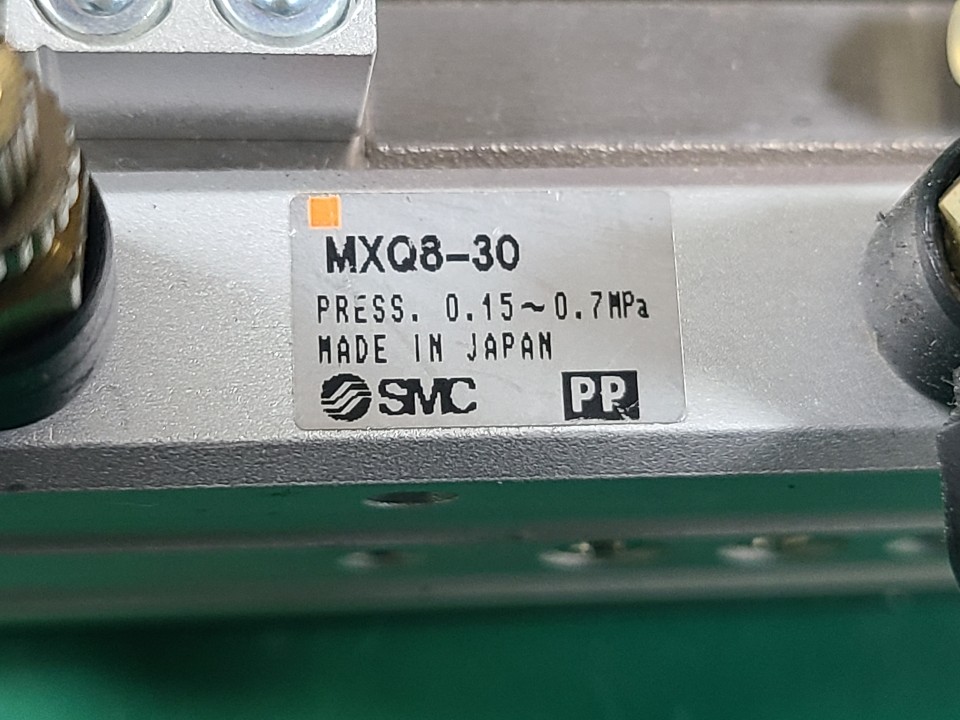 MXQ8-30
PRESS. 0.15~0.7MPa
MADE IN JAPAN
SMC PP